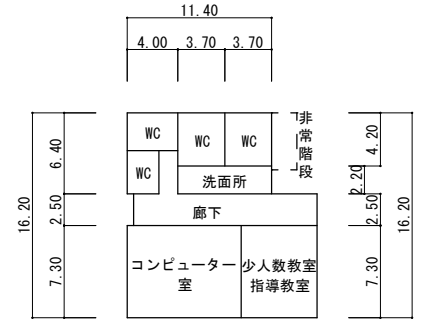 11.40
4.00 3.70 3.70
WC
WC
WC
WC
洗面所
非常階段
廊下
コンピューター
室
少人数教室
指導教室
16.20
6.40
2.50
7.30
4.20
2.20
2.50
7.30
16.20